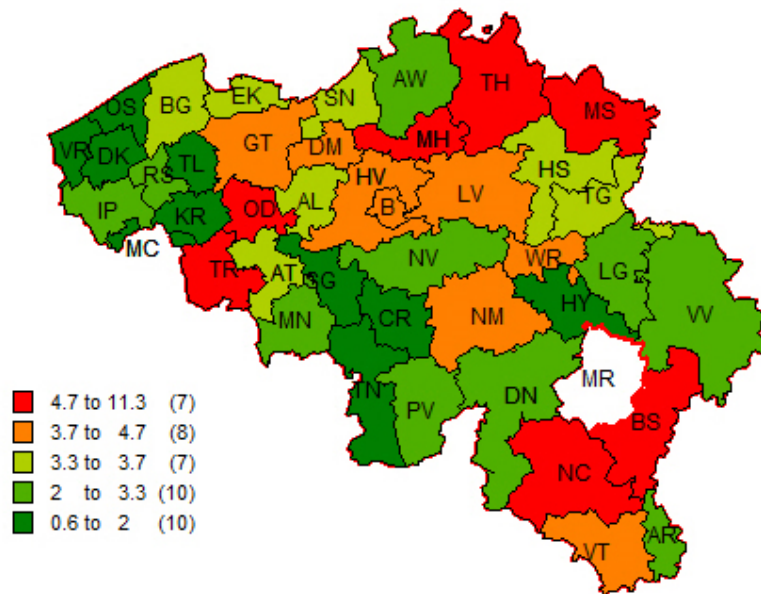 AW
TH
MS
OS
BG
EK
SN
VR
DK
TL
GT
DM
MH
RS
HV
LV
HS
IP
KR
OD
AL
B
TG
MC
TR
AT
SG
NV
WR
LG
MN
CR
NM
HY
VV
TN
PV
DN
MR
BS
NC
VT
AR
4.7 to 11.3 (7)
3.7 to 4.7 (8)
3.3 to 3.7 (7)
2 to 3.3 (10)
0.6 to 2 (10)